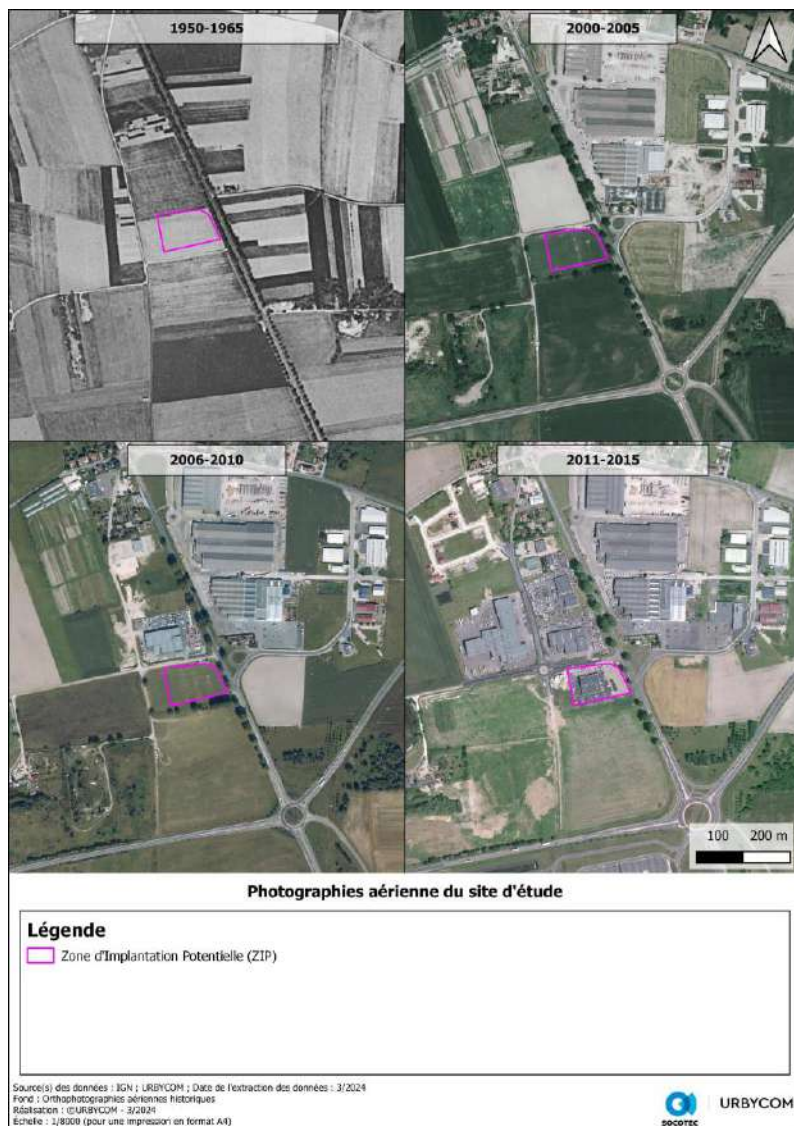 1950-1965
2000-2005
2006-2010
2011-2015
100 200 m
Photographies aérienne du site d'étude
Légende
Zone d'Implantation Potentielle (ZIP)
Source(s) des données : IGN ; URBYCOM ; Date de l'extraction des données : 3/2024
Fond : Orthophotographies aériennes historiques
Réalisation : ©URBYCOM - 3/2024
Échelle : 1/8000 (pour une impression en format A4)
SOCOTEC
URBYCOM